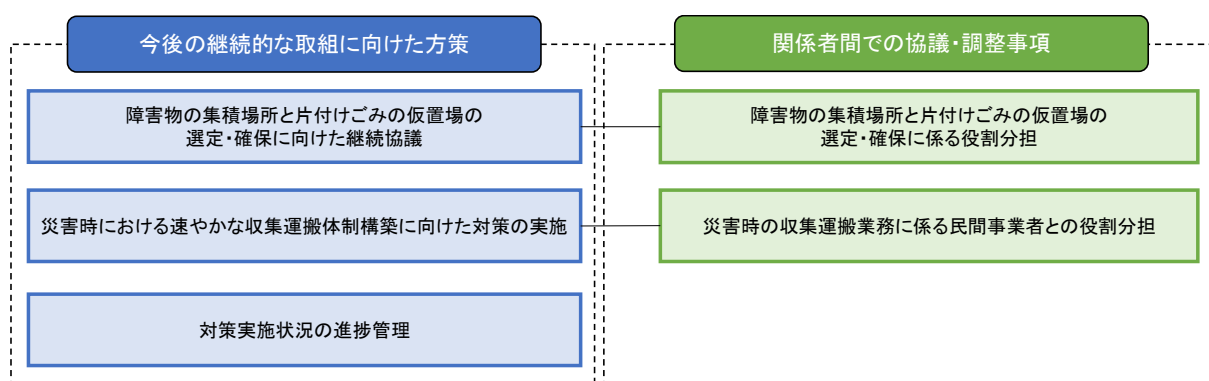 今後の継続的な取組に向けた方策
関係者間での協議・調整事項
障害物の集積場所と片付けごみの仮置場の
選定・確保に向けた継続協議
障害物の集積場所と片付けごみの仮置場の
選定・確保に係る役割分担
災害時における速やかな収集運搬体制構築に向けた対策の実施
災害時の収集運搬業務に係る民間事業者との役割分担
対策実施状況の進捗管理